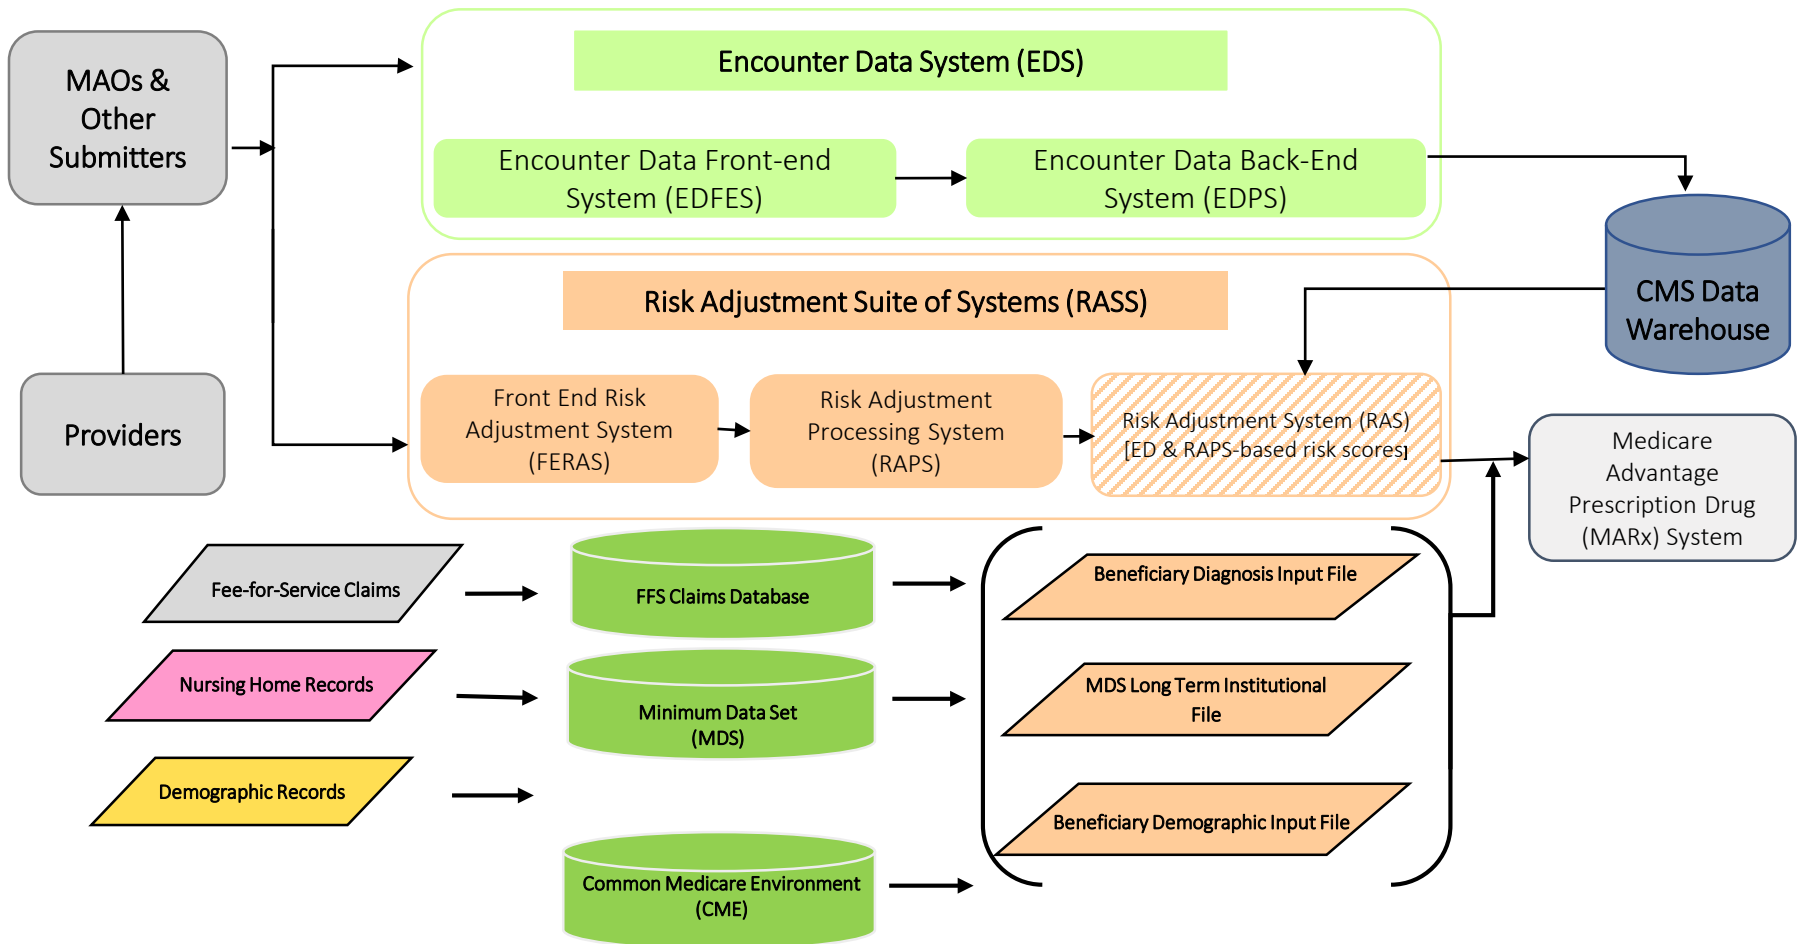 MAOs &
Other
Submitters
Providers
Encounter Data System (EDS)
Encounter Data Front-end
System (EDFES)
Encounter Data Back-End
System (EDPS)
CMS Data
Warehouse
Risk Adjustment Suite of Systems (RASS)
Front End Risk
Adjustment System
(FERAS)
Risk Adjustment
Processing System
(RAPS)
Risk Adjustment System (RAS)
[ED & RAPS-based risk scores]
Medicare
Advantage
Prescription Drug
(MARx) System
Fee-for-Service Claims
FFS Claims Database
Beneficiary Diagnosis Input File
Nursing Home Records
Minimum Data Set
(MDS)
MDS Long Term Institutional
File
Demographic Records
Common Medicare Environment
(CME)
Beneficiary Demographic Input File